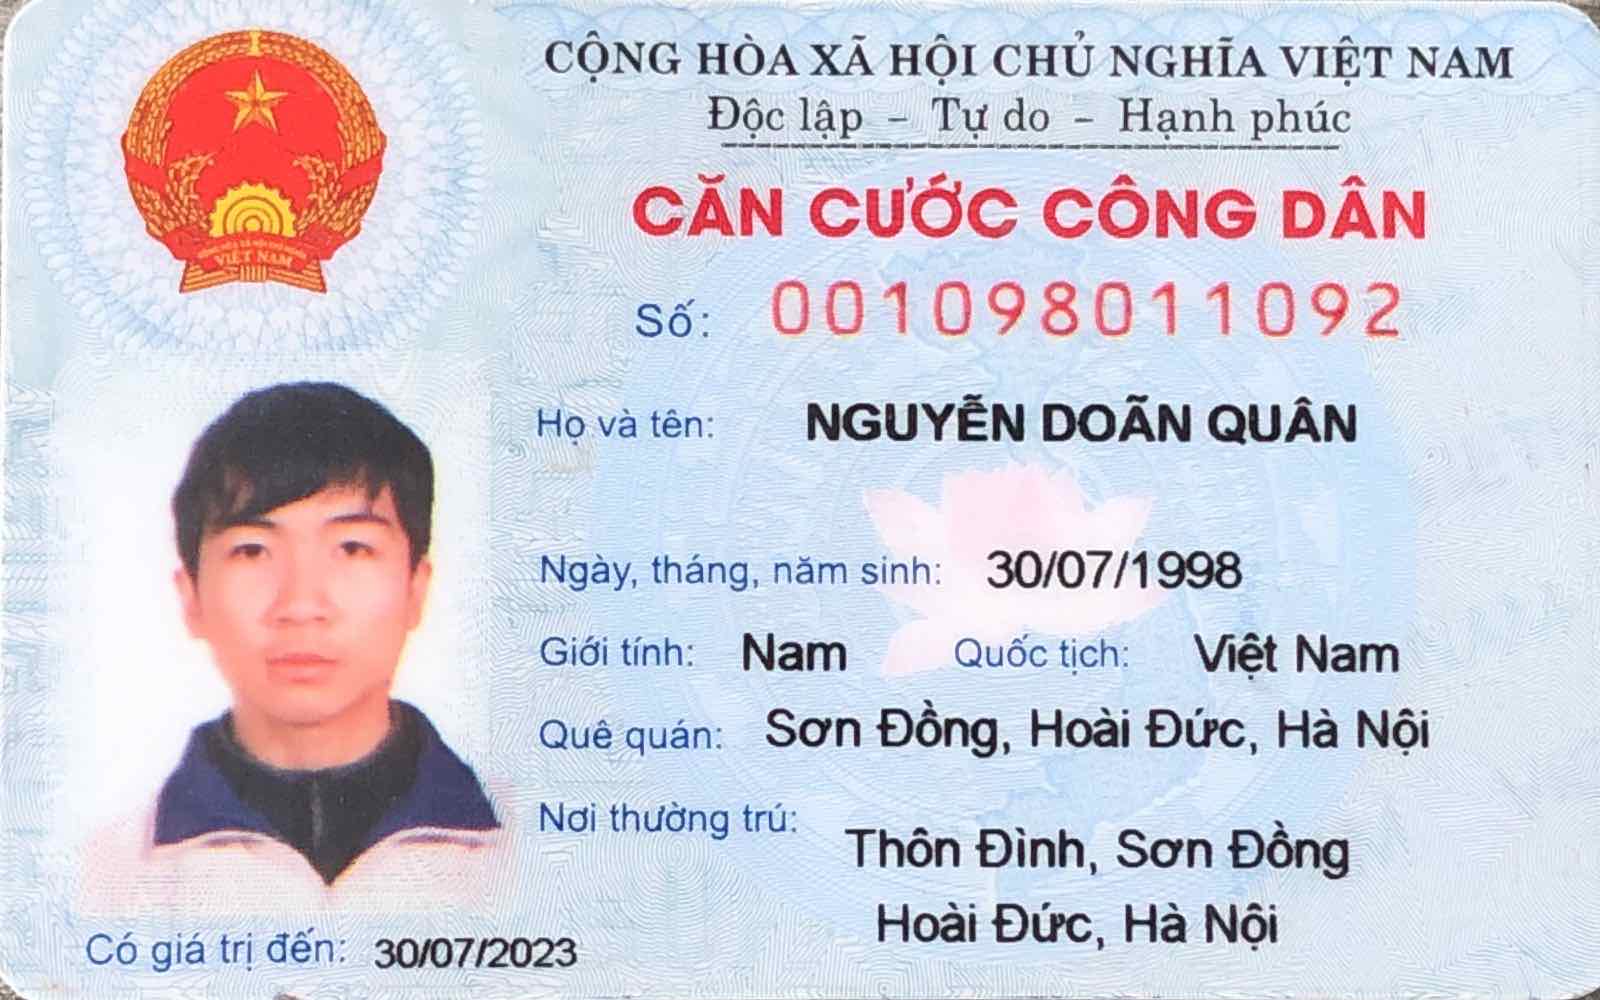 CỘNG HÒA XÃ HỘI CHỦ NGHĨA VIỆT NAM
Độc lập – Tự do – Hạnh phúc
CĂN CƯỚC CÔNG DÂN
Số: 001098011092
Họ và tên: NGUYỄN DOÃN QUÂN
Ngày, tháng, năm sinh: 30/07/1998
Giới tính: Nam Quốc tịch: Việt Nam
Quê quán: Sơn Đồng, Hoài Đức, Hà Nội
Nơi thường trú: Thôn Đình, Sơn Đồng
Hoài Đức, Hà Nội
Có giá trị đến: 30/07/2023
VIỆT NAM